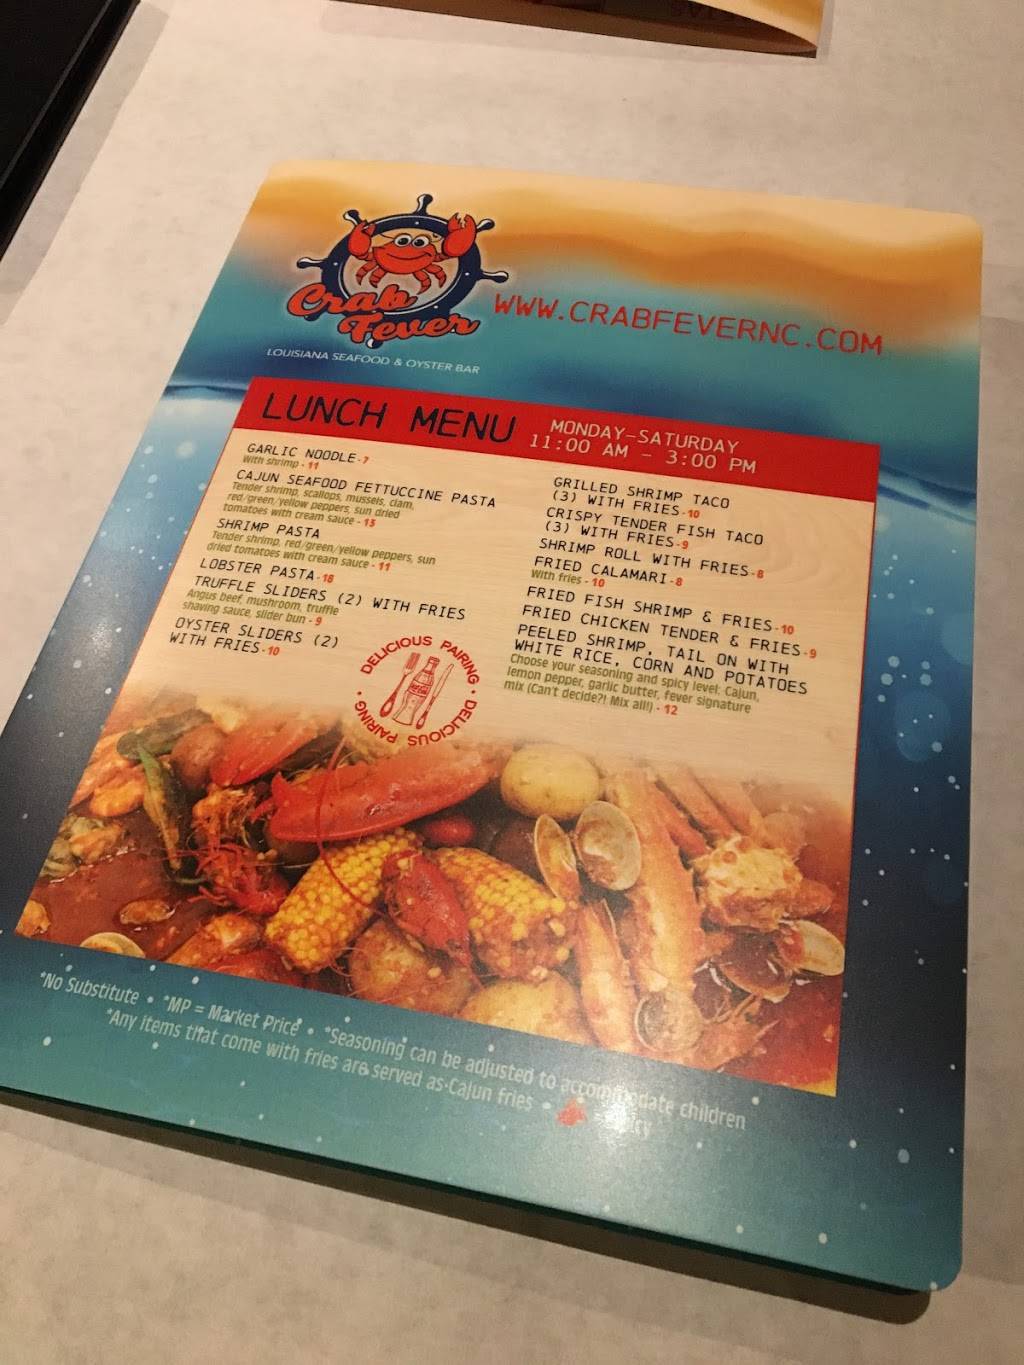 Crab
Fever
LOUISIANA SEAFOOD & OYSTER BAR
WWW.CRABFEVERNC.COM
LUNCH MENU
MONDAY-SATURDAY
11:00 AM - 3:00 PM
GARLIC NOODLE-7
With shrimp - 11
CAJUN SEAFOOD FETTUCCINE PASTA
Tender shrimp, scallops, mussels, clam,
red/green/yellow peppers, sun dried
tomatoes with cream sauce - 13
SHRIMP PASTA
Tender shrimp, red/green/yellow peppers, sun
dried tomatoes with cream sauce - 11
LOBSTER PASTA-18
TRUFFLE SLIDERS (2) WITH FRIES
Angus beef, mushroom, truffle
shaving sauce, slider bun - 9
OYSTER SLIDERS (2)
WITH FRIES-10
DELICIOUS PAIRING • DELICIOUS PAIRING •
GRILLED SHRIMP TACO
(3) WITH FRIES-10
CRISPY TENDER FISH TACO
(3) WITH FRIES-9
SHRIMP ROLL WITH FRIES-8
FRIED CALAMARI-8
With fries - 10
FRIED FISH SHRIMP & FRIES-10
FRIED CHICKEN TENDER & FRIES-9
PEELED SHRIMP, TAIL ON WITH
WHITE RICE, CORN AND POTATOES
Choose your seasoning and spicy level: Cajun,
lemon pepper, garlic butter, fever signature
mix (Can't decide?! Mix all!) - 12
*No Substitute • *MP = Market Price • *Seasoning can be adjusted to accommodate children
*Any items that come with fries are served as Cajun fries •